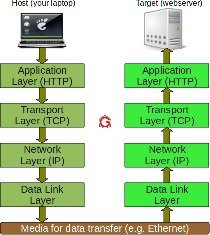 Host (your laptop)
Target (webserver)
Application
Layer (HTTP)
Application
Layer (HTTP)
Transport
Layer (TCP)
Transport
Layer (TCP)
Network
Layer (IP)
Network
Layer (IP)
Data Link
Layer
Data Link
Layer
Media for data transfer (e.g. Ethernet)